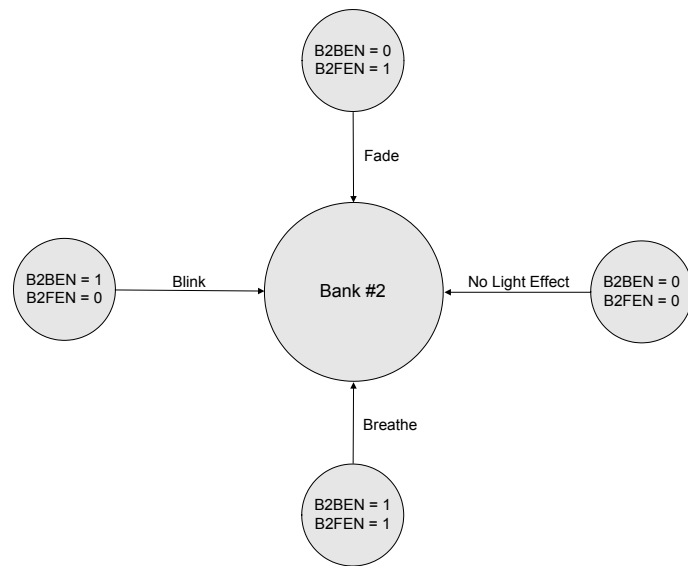 B2BEN = 0
B2FEN = 1
Fade
B2BEN = 1
B2FEN = 0
Blink
Bank #2
No Light Effect
B2BEN = 0
B2FEN = 0
Breathe
B2BEN = 1
B2FEN = 1